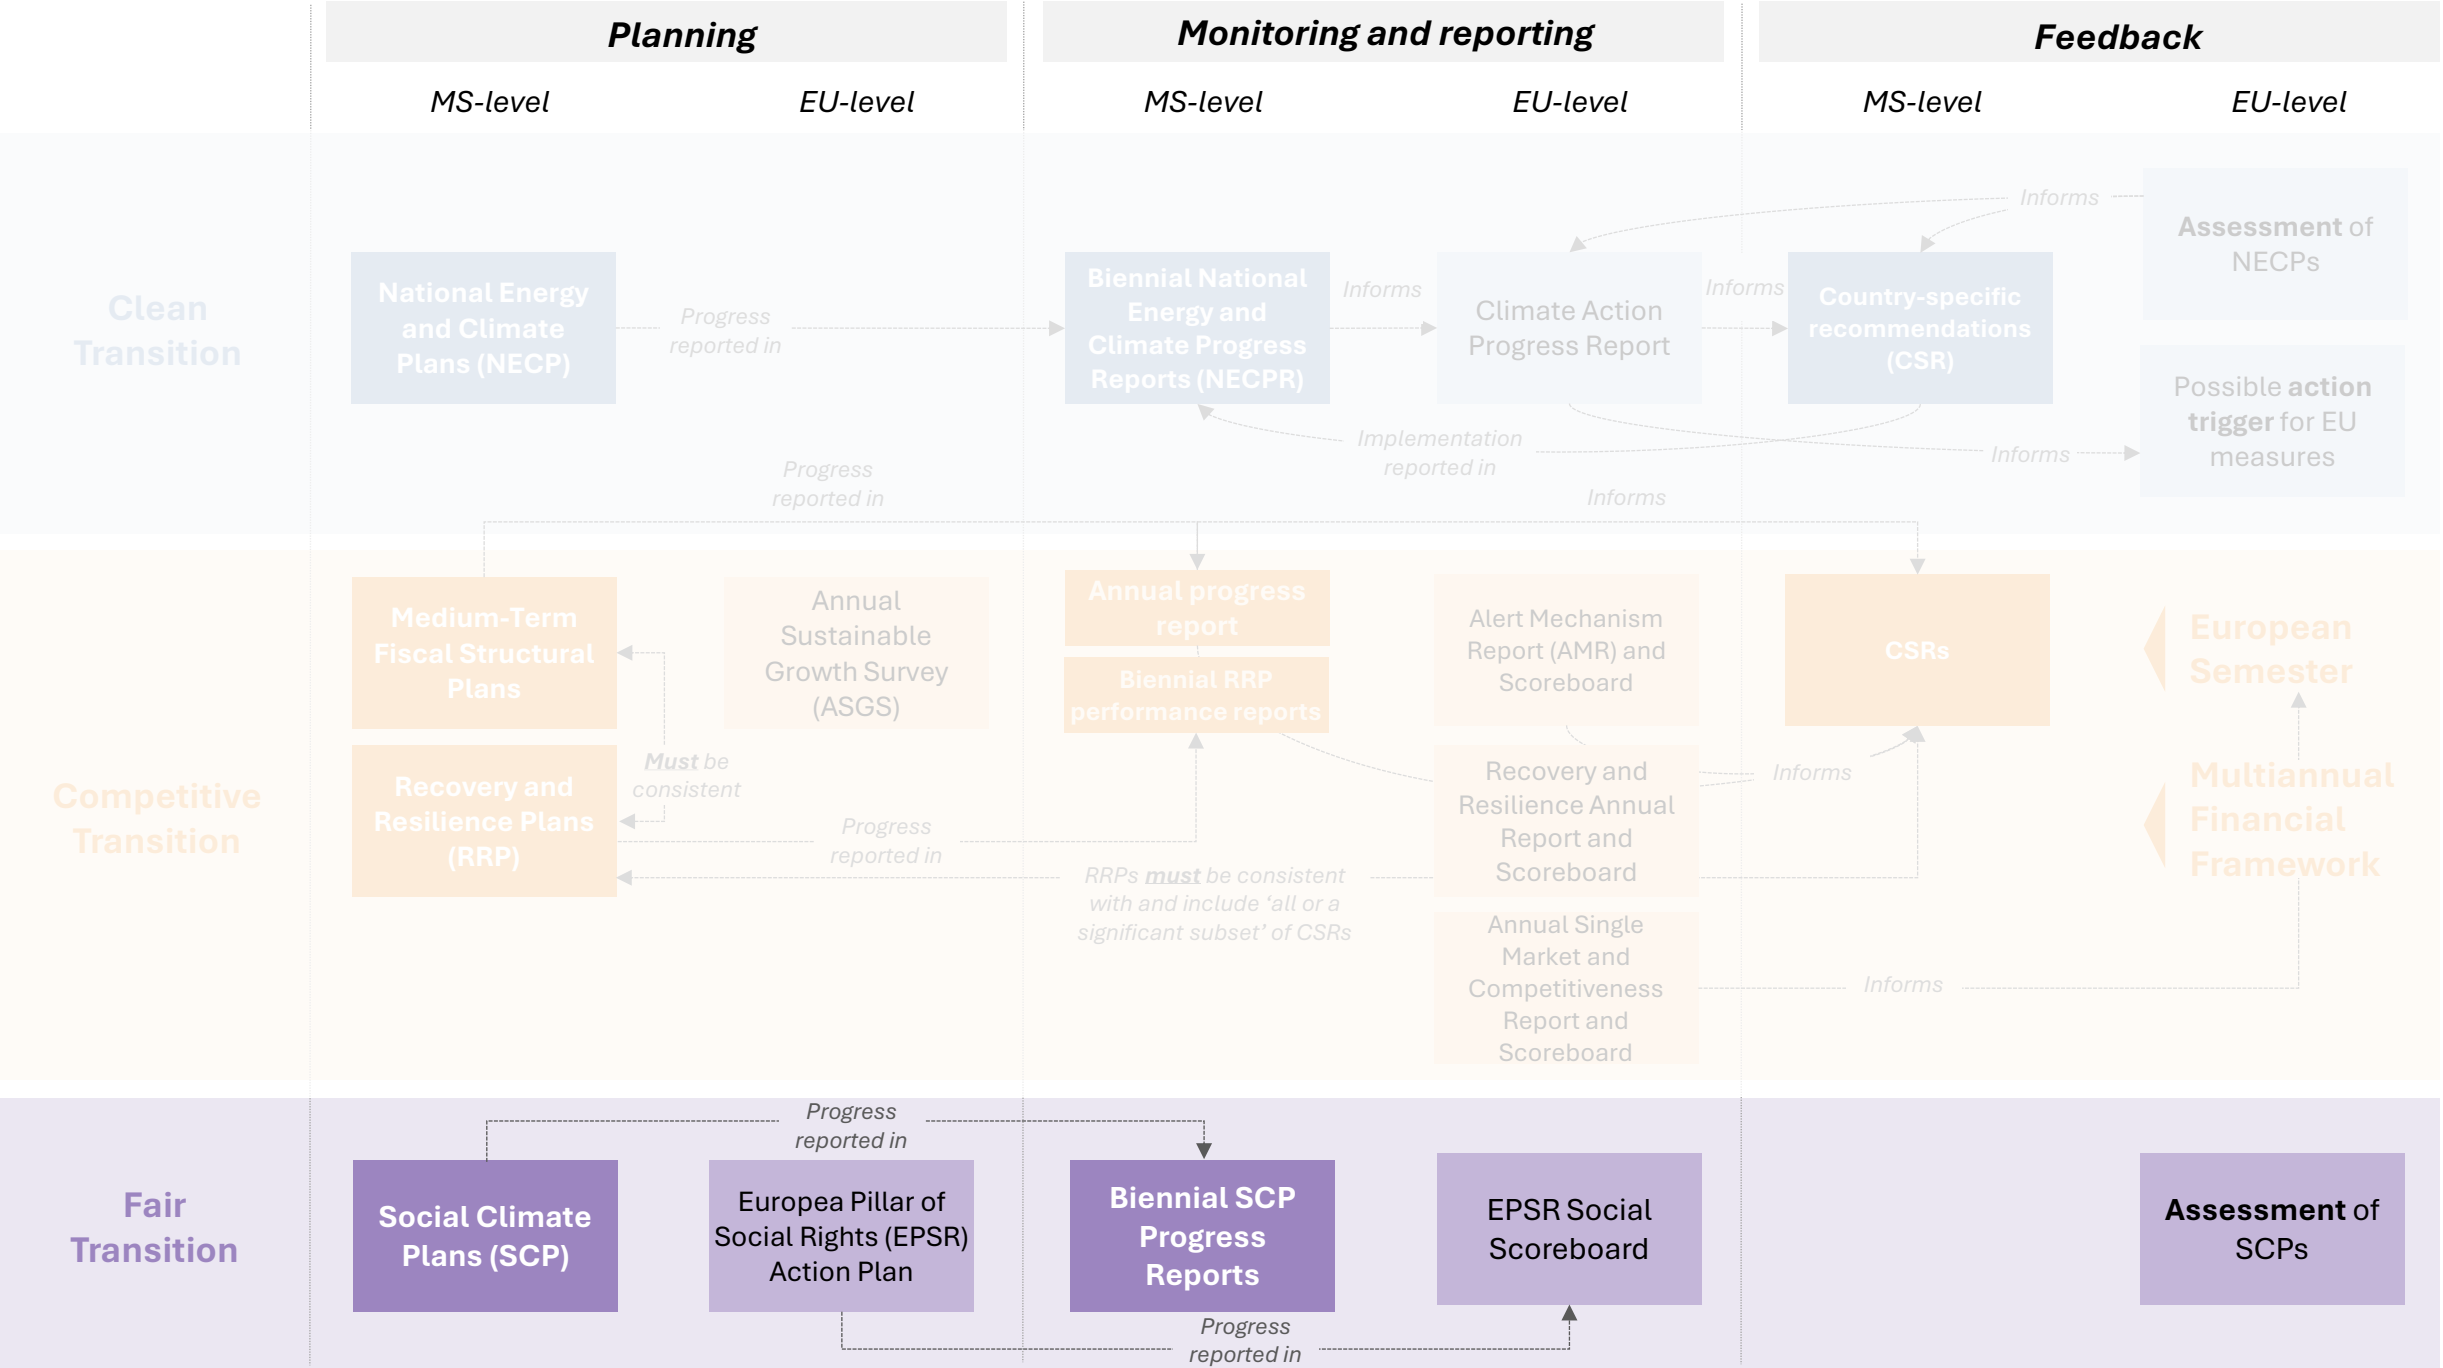 Planning
Monitoring and reporting
Feedback
MS-level
EU-level
MS-level
EU-level
MS-level
EU-level
Clean
Transition
National Energy
and Climate
Plans (NECP)
Progress
reported in
Biennial National
Energy and
Climate Progress
Reports (NECPR)
Informs
Climate Action
Progress Report
Informs
Country-specific
recommendations
(CSR)
Informs
Assessment of
NECPs
Possible action
trigger for EU
measures
Implementation
reported in
Informs
Progress
reported in
Informs
Competitive
Transition
Medium-Term
Fiscal Structural
Plans
Annual
Sustainable
Growth Survey
(ASGS)
Annual progress
report
Biennial RRP
performance reports
Alert Mechanism
Report (AMR) and
Scoreboard
CSRs
European
Semester
Must be
consistent
Recovery and
Resilience Plans
(RRP)
Progress
reported in
RRPs must be consistent
with and include ‘all or a
significant subset’ of CSRs
Recovery and
Resilience Annual
Report and
Scoreboard
Informs
Multiannual
Financial
Framework
Annual Single
Market and
Competitiveness
Report and
Scoreboard
Informs
Fair
Transition
Progress
reported in
Social Climate
Plans (SCP)
Europea Pillar of
Social Rights (EPSR)
Action Plan
Biennial SCP
Progress
Reports
EPSR Social
Scoreboard
Assessment of
SCPs
Progress
reported in